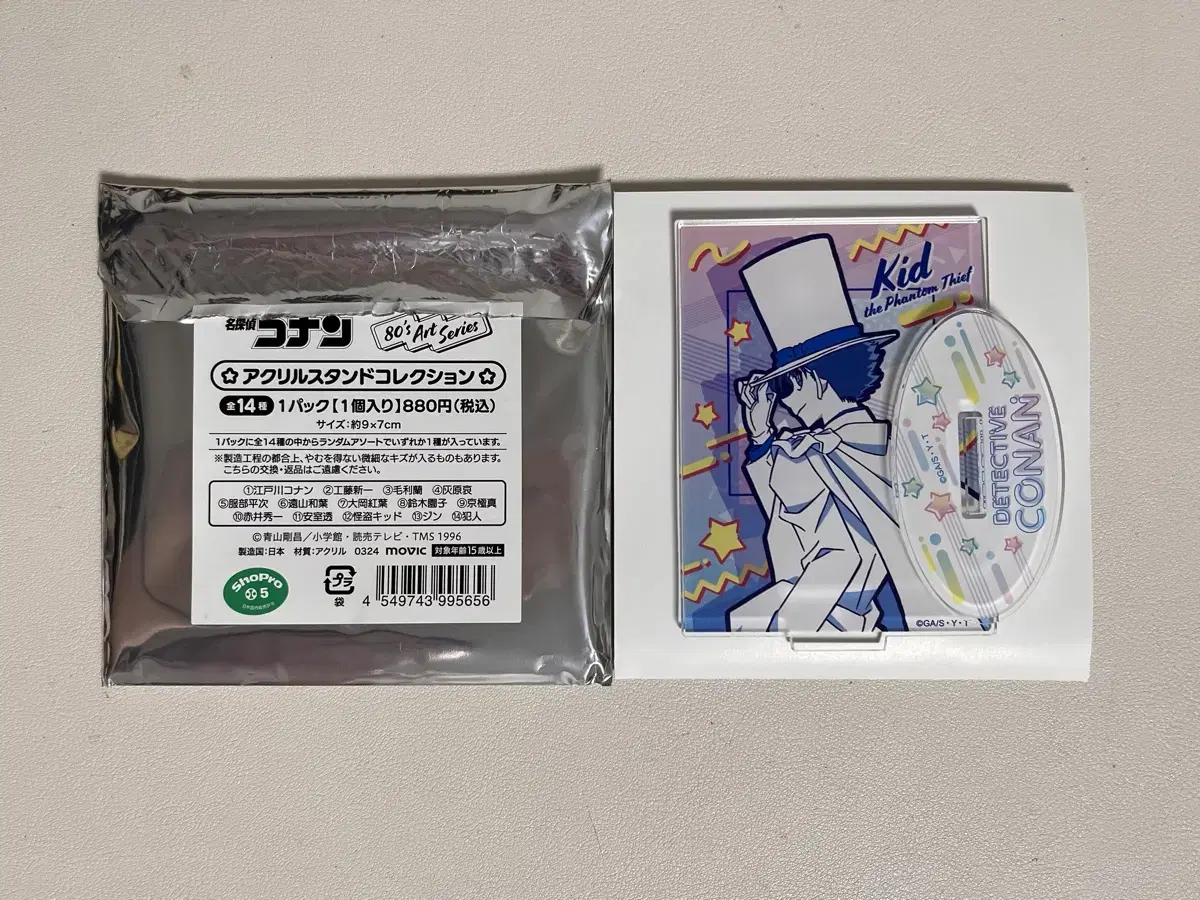 名探偵
コナン
80's Art Series
☆アクリルスタンドコレクション☆
全14種 1パック【1個入り】880円(税込)
サイズ:約9×7cm
1パックに全14種の中からランダムアソートでいずれか1種が入っています。
※製造工程の都合上、やむを得ない微細なキズが入るものもあります。
こちらの交換・返品はご遠慮ください。
①江戸川コナン ②工藤新一 ③毛利蘭 ④灰原哀
⑤服部平次 ⑥遠山和葉 ⑦大岡紅葉 ⑧鈴木園子 ⑨京極真
⑩赤井秀一 ⑪安室透 ⑫怪盗キッド ⑬ジン ⑭犯人
©青山剛昌/小学館・読売テレビ・TMS 1996
製造国:日本 材質:アクリル 0324 movic 対象年齢15歳以上
ShoPro
5
プラ
袋
4 549743 995656
Kid
the Phantom Thief
©GA/S・Y・T
DETECTIVE
CONAN
©GA/S・Y・T